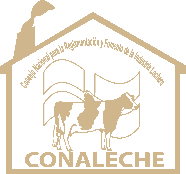 Consejo Nacional para la Reglamentación y Fomento de la Industria Lechera
CONALECHE